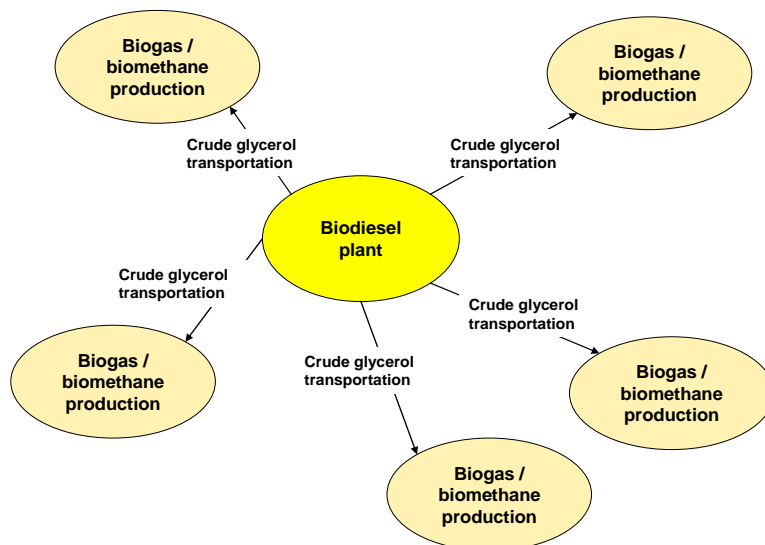 Biogas /
biomethane
production
Biogas /
biomethane
production
Crude glycerol
transportation
Crude glycerol
transportation
Biodiesel
plant
Crude glycerol
transportation
Crude glycerol
transportation
Biogas /
biomethane
production
Crude glycerol
transportation
Biogas /
biomethane
production
Biogas /
biomethane
production